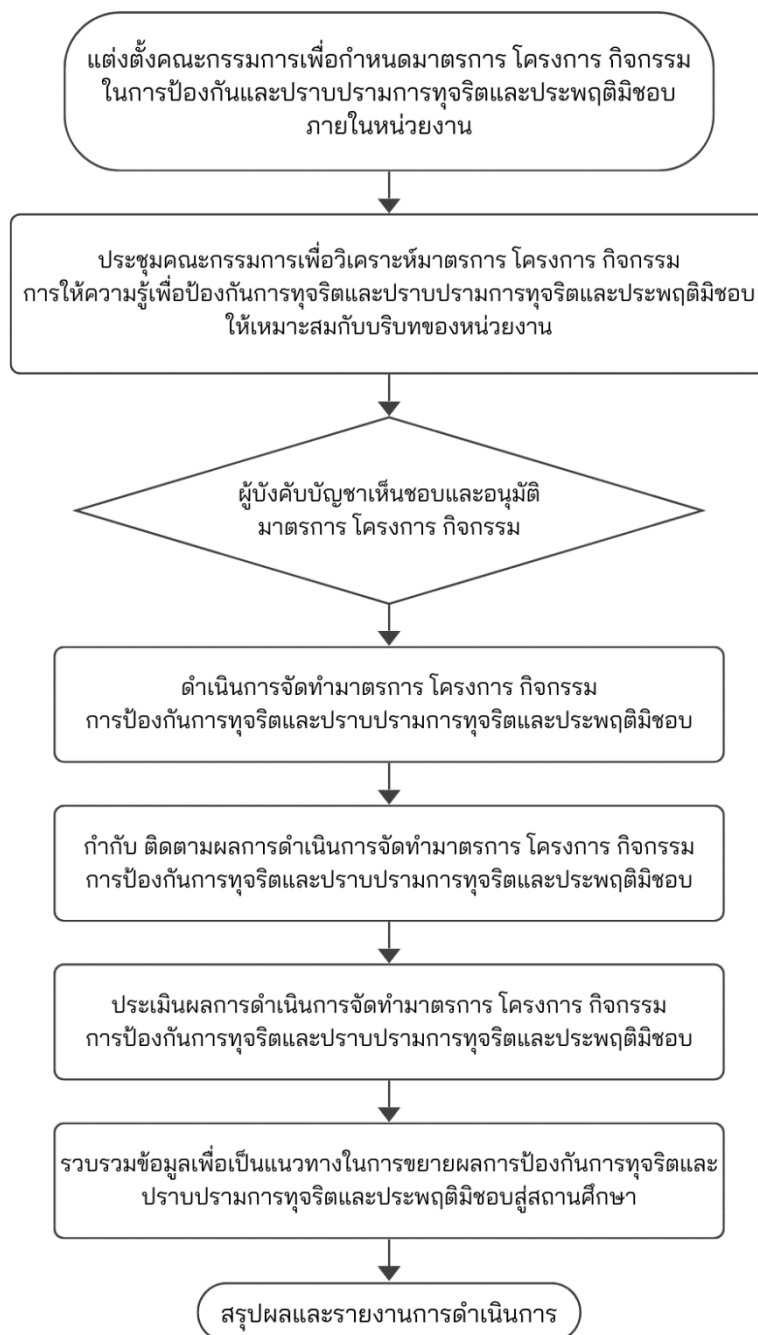 แต่งตั้งคณะกรรมการเพื่อกำหนดมาตรการ โครงการ กิจกรรม
ในการป้องกันและปราบปรามการทุจริตและประพฤติมิชอบ
ภายในหน่วยงาน
ประชุมคณะกรรมการเพื่อวิเคราะห์มาตรการ โครงการ กิจกรรม
การให้ความรู้เพื่อป้องกันการทุจริตและปราบปรามการทุจริตและประพฤติมิชอบ
ให้เหมาะสมกับบริบทของหน่วยงาน
ผู้บังคับบัญชาเห็นชอบและอนุมัติ
มาตรการ โครงการ กิจกรรม
ดำเนินการจัดทำมาตรการ โครงการ กิจกรรม
การป้องกันการทุจริตและปราบปรามการทุจริตและประพฤติมิชอบ
กำกับ ติดตามผลการดำเนินการจัดทำมาตรการ โครงการ กิจกรรม
การป้องกันการทุจริตและปราบปรามการทุจริตและประพฤติมิชอบ
ประเมินผลการดำเนินการจัดทำมาตรการ โครงการ กิจกรรม
การป้องกันการทุจริตและปราบปรามการทุจริตและประพฤติมิชอบ
รวบรวมข้อมูลเพื่อเป็นแนวทางในการขยายผลการป้องกันการทุจริตและ
ปราบปรามการทุจริตและประพฤติมิชอบสู่สถานศึกษา
สรุปผลและรายงานการดำเนินการ